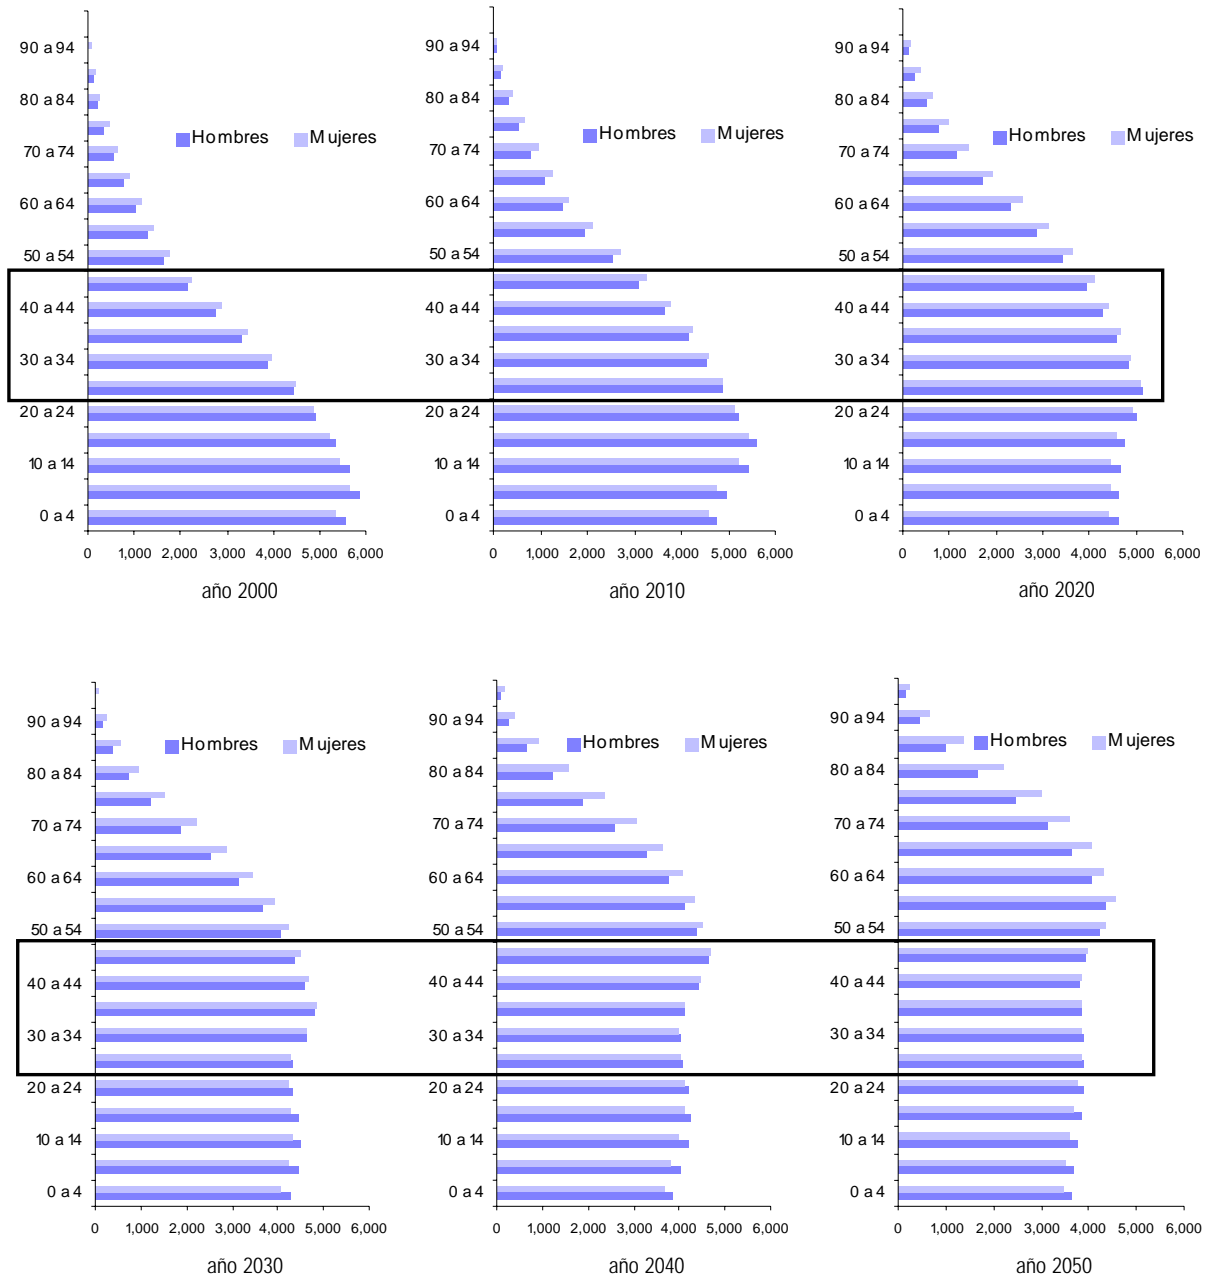 90 a 94
80 a 84
70 a 74
60 a 64
50 a 54
40 a 44
30 a 34
20 a 24
10 a 14
0 a 4
Hombres Mujeres
0 1,000 2,000 3,000 4,000 5,000 6,000
año 2000
90 a 94
80 a 84
70 a 74
60 a 64
50 a 54
40 a 44
30 a 34
20 a 24
10 a 14
0 a 4
Hombres Mujeres
0 1,000 2,000 3,000 4,000 5,000 6,000
año 2010
90 a 94
80 a 84
70 a 74
60 a 64
50 a 54
40 a 44
30 a 34
20 a 24
10 a 14
0 a 4
Hombres Mujeres
0 1,000 2,000 3,000 4,000 5,000 6,000
año 2020
90 a 94
80 a 84
70 a 74
60 a 64
50 a 54
40 a 44
30 a 34
20 a 24
10 a 14
0 a 4
Hombres Mujeres
0 1,000 2,000 3,000 4,000 5,000 6,000
año 2030
90 a 94
80 a 84
70 a 74
60 a 64
50 a 54
40 a 44
30 a 34
20 a 24
10 a 14
0 a 4
Hombres Mujeres
0 1,000 2,000 3,000 4,000 5,000 6,000
año 2040
90 a 94
80 a 84
70 a 74
60 a 64
50 a 54
40 a 44
30 a 34
20 a 24
10 a 14
0 a 4
Hombres Mujeres
0 1,000 2,000 3,000 4,000 5,000 6,000
año 2050